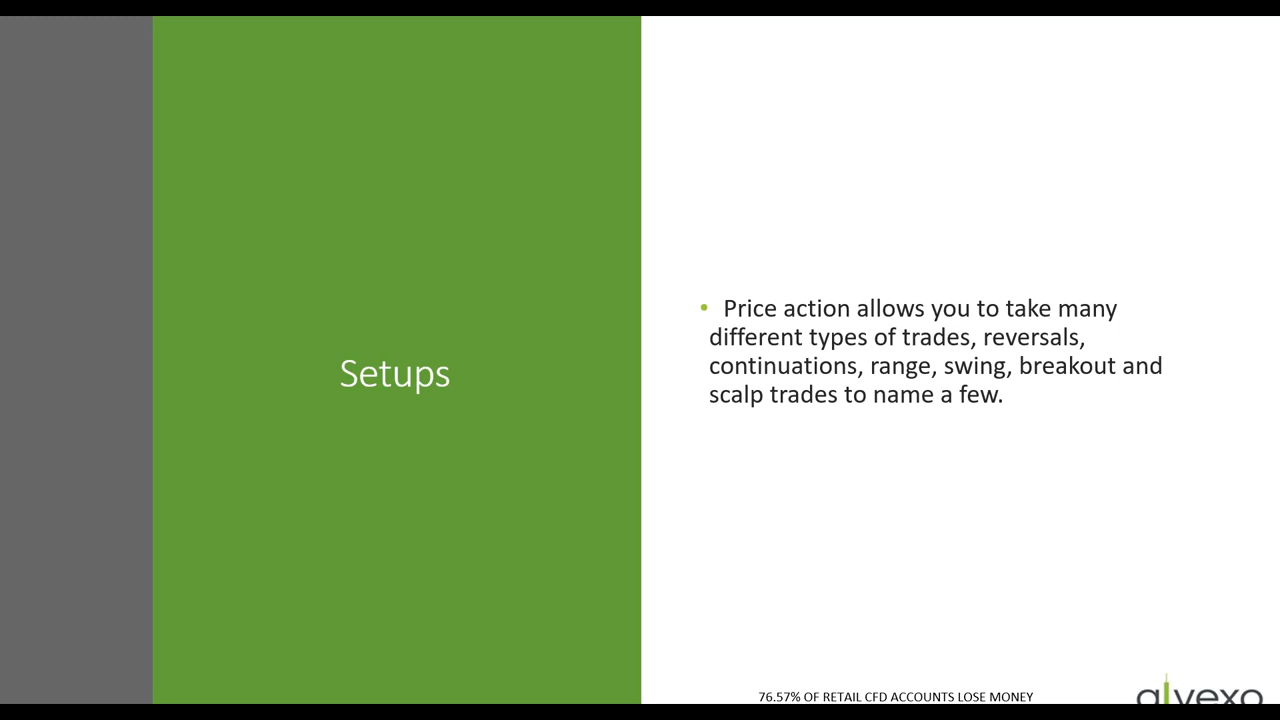 Setups
• Price action allows you to take many
different types of trades, reversals,
continuations, range, swing, breakout and
scalp trades to name a few.
76.57% OF RETAIL CFD ACCOUNTS LOSE MONEY
alvexo